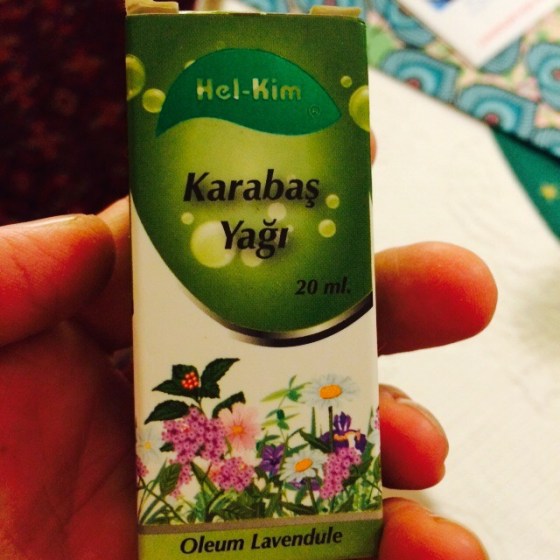 Hel-Kim
Karabaş
Yağı
20 ml.
Oleum Lavendule